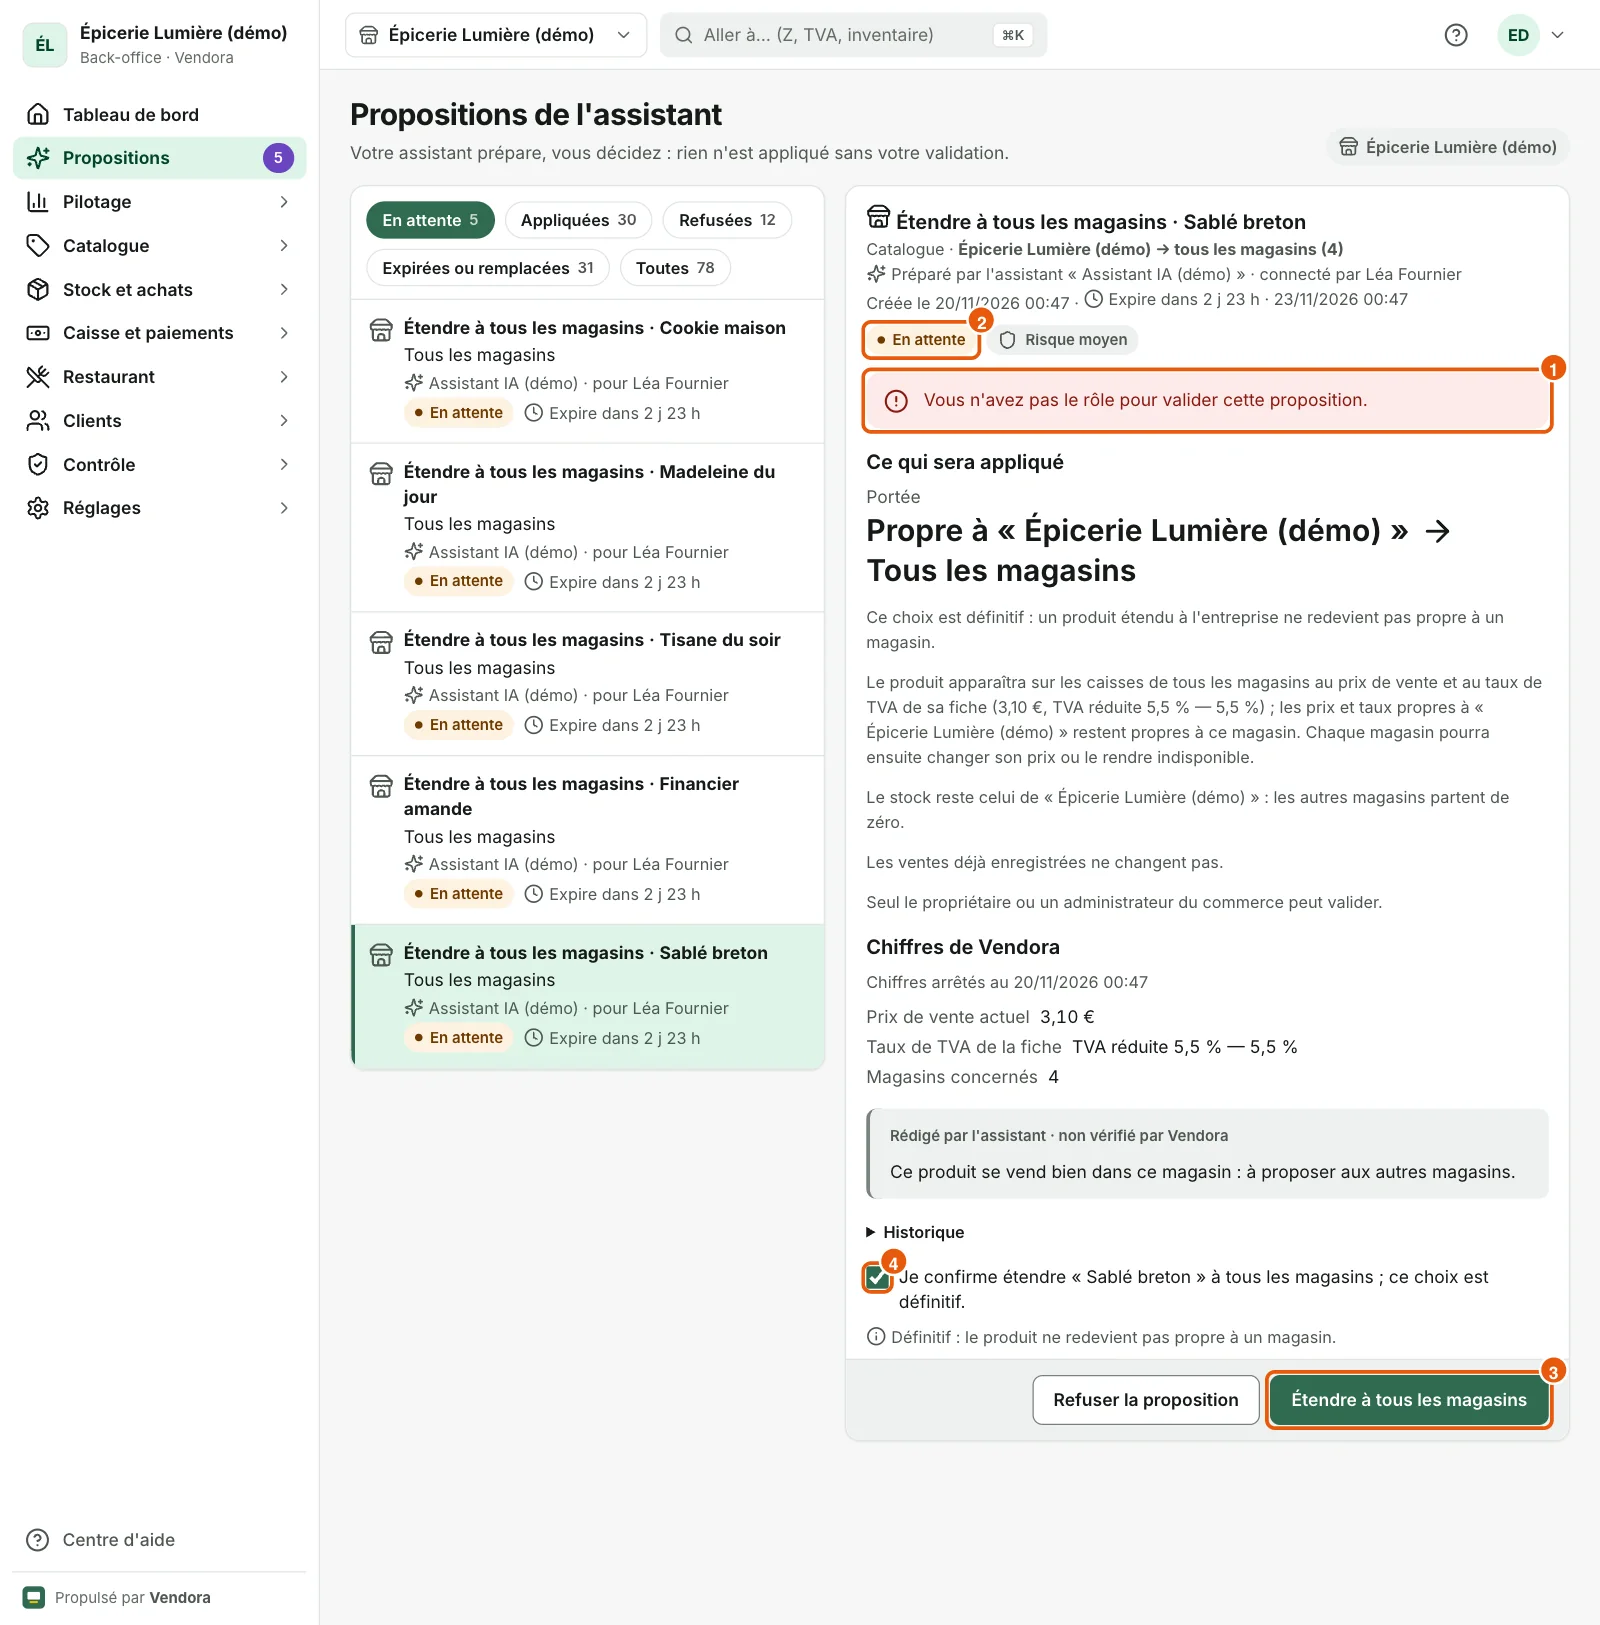 ÉL
Épicerie Lumière (démo)
Back-office · Vendora
Tableau de bord
Propositions 5
Pilotage
Catalogue
Stock et achats
Caisse et paiements
Restaurant
Clients
Contrôle
Réglages
Centre d'aide
Propulsé par Vendora
Épicerie Lumière (démo)
Aller à... (Z, TVA, inventaire) ⌘K
ED
Propositions de l'assistant
Votre assistant prépare, vous décidez : rien n'est appliqué sans votre validation.
Épicerie Lumière (démo)
En attente 5
Appliquées 30
Refusées 12
Expirées ou remplacées 31
Toutes 78
Étendre à tous les magasins · Cookie maison
Tous les magasins
Assistant IA (démo) · pour Léa Fournier
En attente Expire dans 2 j 23 h
Étendre à tous les magasins · Madeleine du
jour
Tous les magasins
Assistant IA (démo) · pour Léa Fournier
En attente Expire dans 2 j 23 h
Étendre à tous les magasins · Tisane du soir
Tous les magasins
Assistant IA (démo) · pour Léa Fournier
En attente Expire dans 2 j 23 h
Étendre à tous les magasins · Financier
amande
Tous les magasins
Assistant IA (démo) · pour Léa Fournier
En attente Expire dans 2 j 23 h
Étendre à tous les magasins · Sablé breton
Tous les magasins
Assistant IA (démo) · pour Léa Fournier
En attente Expire dans 2 j 23 h
Étendre à tous les magasins · Sablé breton
Catalogue · Épicerie Lumière (démo) → tous les magasins (4)
Préparé par l'assistant « Assistant IA (démo) » · connecté par Léa Fournier
Créée le 20/11/2026 00:47 · Expire dans 2 j 23 h · 23/11/2026 00:47
2
En attente Risque moyen
1
Vous n'avez pas le rôle pour valider cette proposition.
Ce qui sera appliqué
Portée
Propre à « Épicerie Lumière (démo) » →
Tous les magasins
Ce choix est définitif : un produit étendu à l'entreprise ne redevient pas propre à un
magasin.
Le produit apparaîtra sur les caisses de tous les magasins au prix de vente et au taux de
TVA de sa fiche (3,10 €, TVA réduite 5,5 % — 5,5 %) ; les prix et taux propres à «
Épicerie Lumière (démo) » restent propres à ce magasin. Chaque magasin pourra
ensuite changer son prix ou le rendre indisponible.
Le stock reste celui de « Épicerie Lumière (démo) » : les autres magasins partent de
zéro.
Les ventes déjà enregistrées ne changent pas.
Seul le propriétaire ou un administrateur du commerce peut valider.
Chiffres de Vendora
Chiffres arrêtés au 20/11/2026 00:47
Prix de vente actuel 3,10 €
Taux de TVA de la fiche TVA réduite 5,5 % — 5,5 %
Magasins concernés 4
Rédigé par l'assistant · non vérifié par Vendora
Ce produit se vend bien dans ce magasin : à proposer aux autres magasins.
Historique
4
Je confirme étendre « Sablé breton » à tous les magasins ; ce choix est
définitif.
Définitif : le produit ne redevient pas propre à un magasin.
3
Refuser la proposition
Étendre à tous les magasins